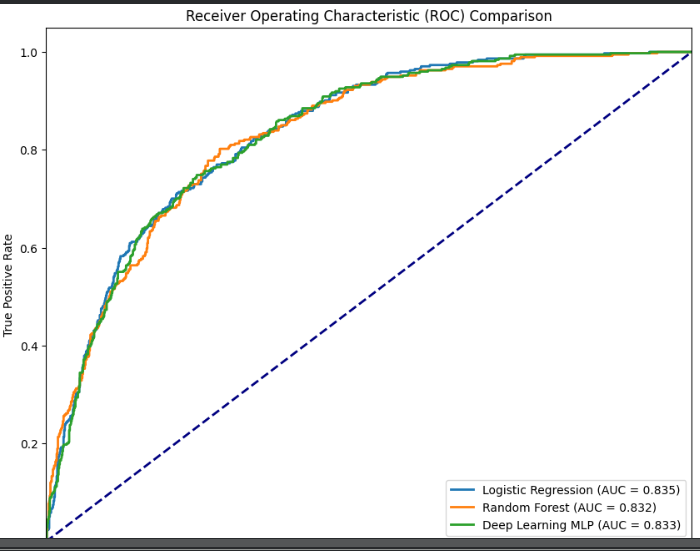 Receiver Operating Characteristic (ROC) Comparison
1.0
0.8
0.6
0.4
0.2
True Positive Rate
Logistic Regression (AUC = 0.835)
Random Forest (AUC = 0.832)
Deep Learning MLP (AUC = 0.833)